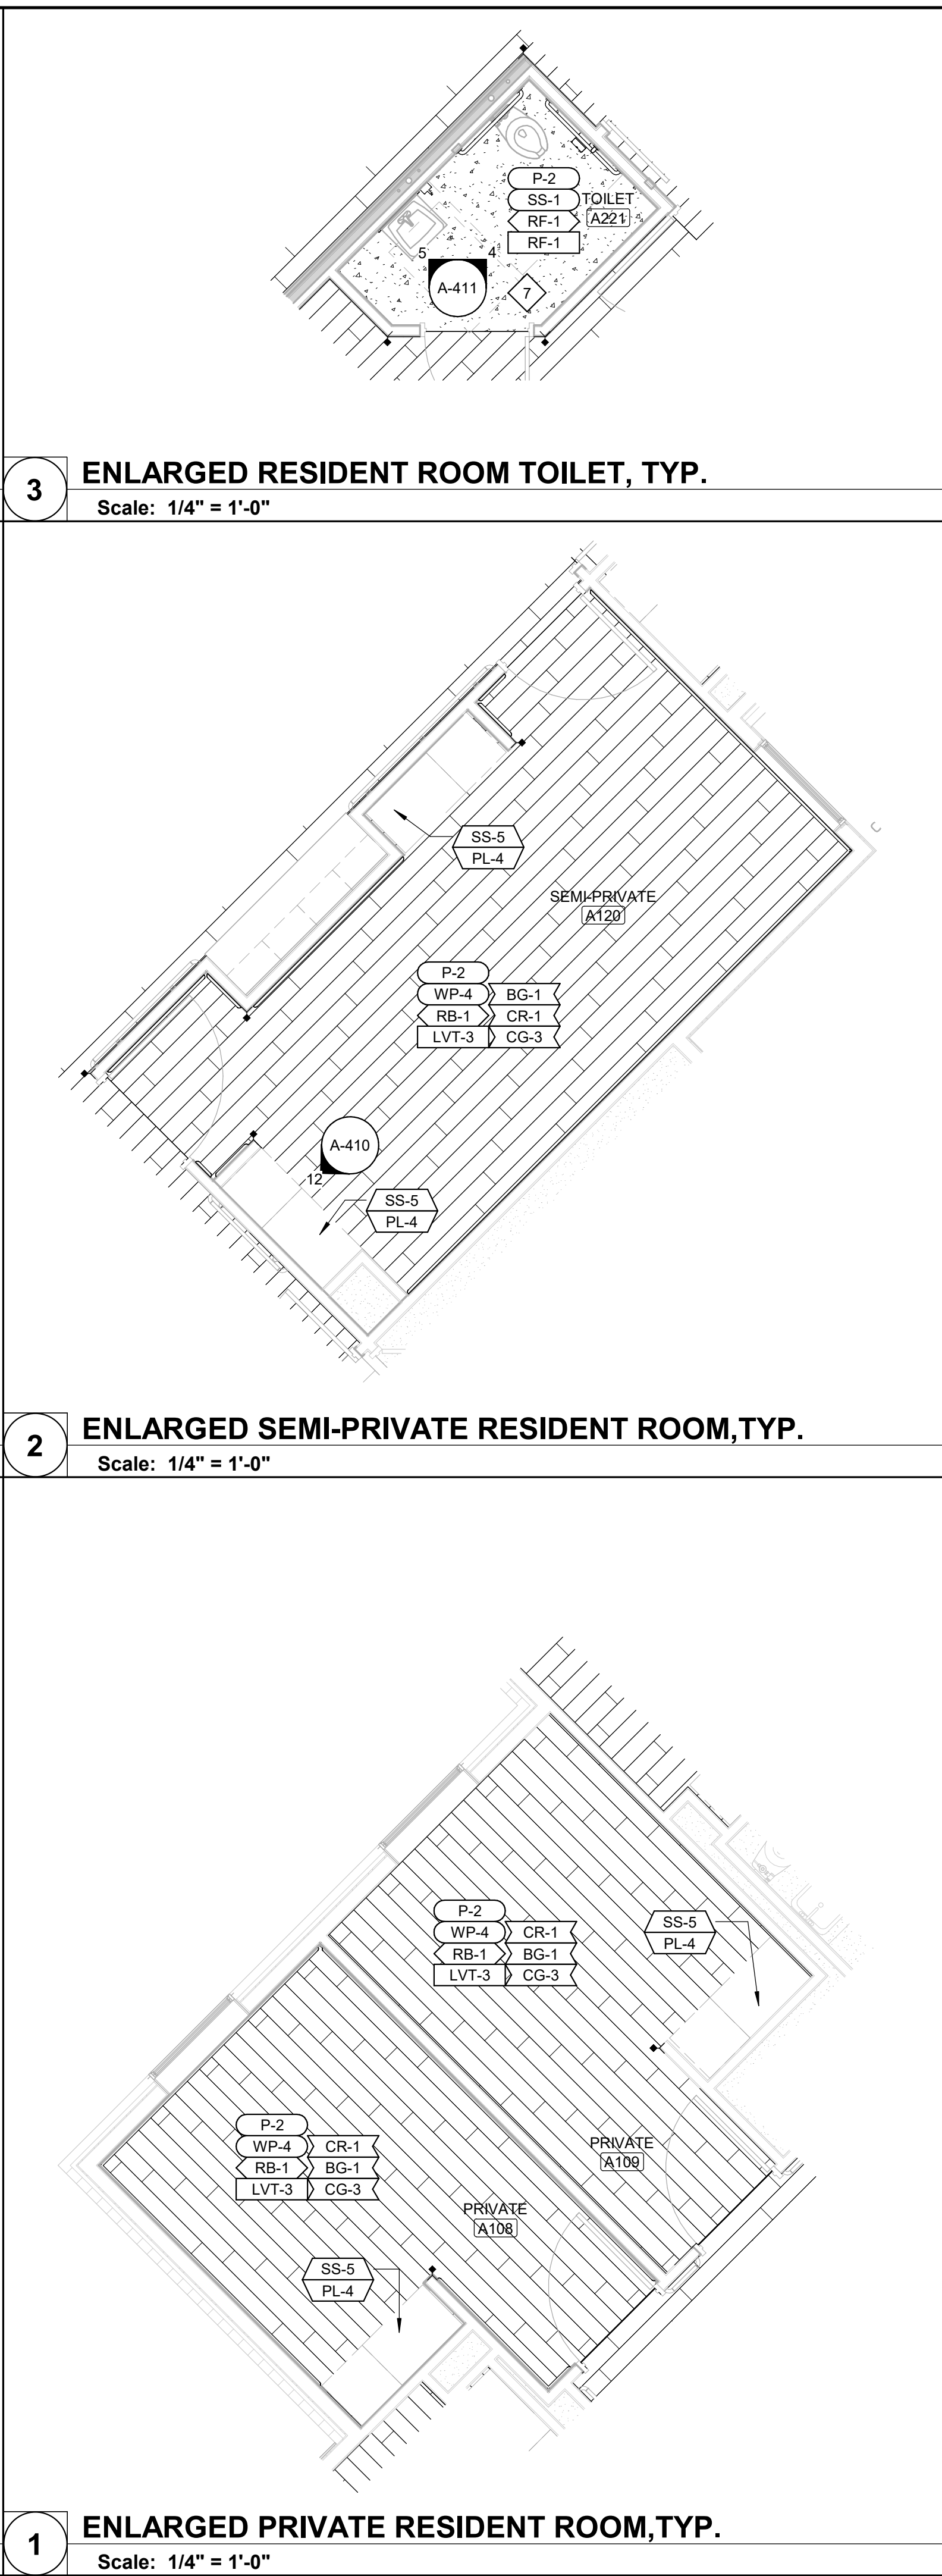 P-2
SS-1
RF-1
RF-1
TOILET
A221
5
4
A-411
7
3
ENLARGED RESIDENT ROOM TOILET, TYP.
Scale: 1/4" = 1'-0"
SS-5
PL-4
SEMI-PRIVATE
A120
P-2
WP-4
BG-1
RB-1
CR-1
LVT-3
CG-3
A-410
12
SS-5
PL-4
2
ENLARGED SEMI-PRIVATE RESIDENT ROOM,TYP.
Scale: 1/4" = 1'-0"
P-2
WP-4
CR-1
RB-1
BG-1
LVT-3
CG-3
SS-5
PL-4
P-2
WP-4
CR-1
RB-1
BG-1
LVT-3
CG-3
PRIVATE
A109
PRIVATE
A108
SS-5
PL-4
1
ENLARGED PRIVATE RESIDENT ROOM,TYP.
Scale: 1/4" = 1'-0"